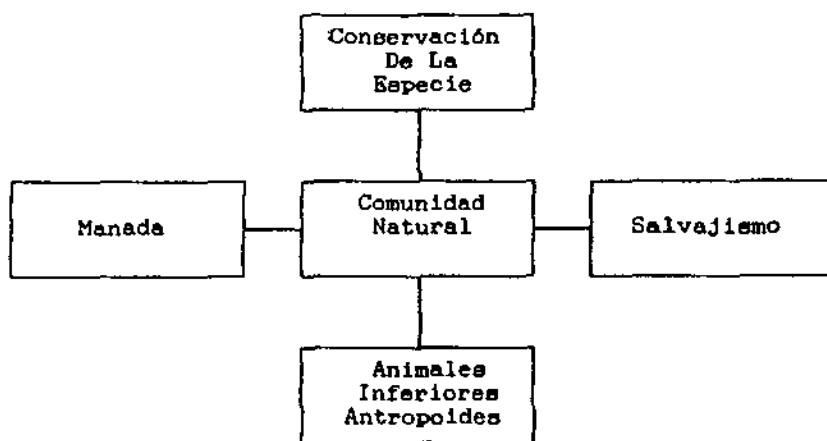 Conservación
De La
Especie
Manada
Comunidad
Natural
Salvajismo
Animales
Inferiores
Antropoides